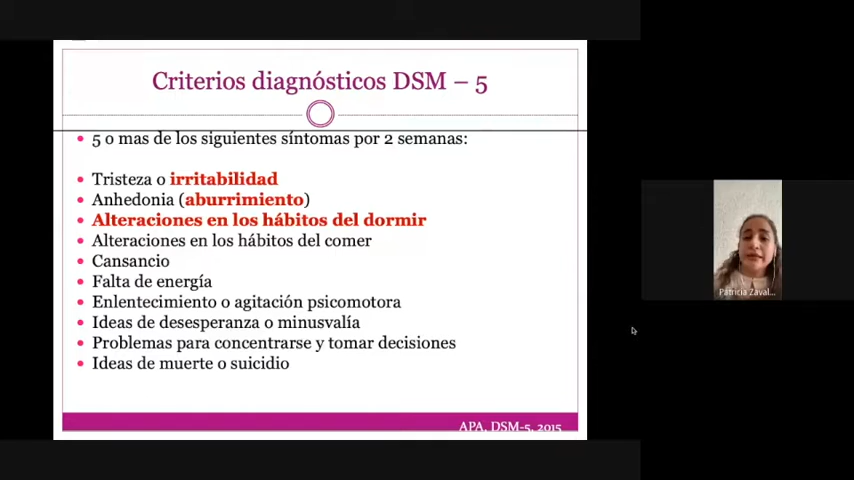 Criterios diagnósticos DSM – 5
5 o mas de los siguientes síntomas por 2 semanas:
Tristeza o irritabilidad
Anhedonia (aburrimiento)
Alteraciones en los hábitos del dormir
Alteraciones en los hábitos del comer
Cansancio
Falta de energía
Enlentecimiento o agitación psicomotora
Ideas de desesperanza o minusvalía
Problemas para concentrarse y tomar decisiones
Ideas de muerte o suicidio
APA, DSM-5, 2015
Patricia Zaval...